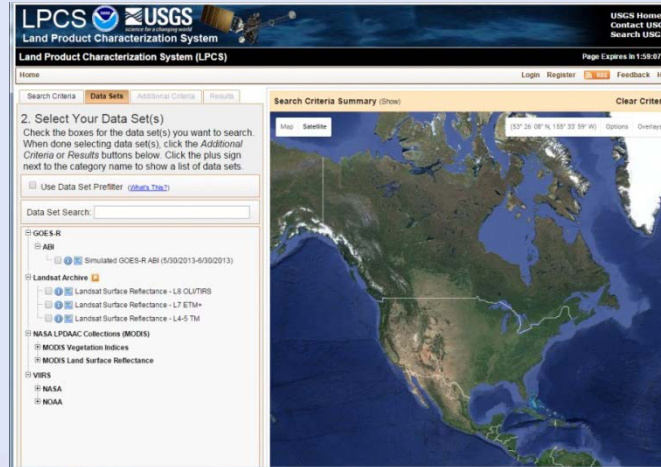 LPCS USGS
science for a changing world
Land Product Characterization System
USGS Home
Contact USG
Search USG
Land Product Characterization System (LPCS)
Page Expires in 1:59:07
Home
Login Register RSS Feedback H
Search Criteria Data Sets Additional Criteria Results
2. Select Your Data Set(s)
Check the boxes for the data set(s) you want to search.
When done selecting data set(s), click the Additional
Criteria or Results buttons below. Click the plus sign
next to the category name to show a list of data sets.
Use Data Set Prefilter (What's This?)
Data Set Search:
GOES-R
ABI
Simulated GOES-R ABI (5/30/2013-6/30/2013)
Landsat Archive
Landsat Surface Reflectance - L8 OLI/TIRS
Landsat Surface Reflectance - L7 ETM+
Landsat Surface Reflectance - L4-5 TM
NASA LPDAAC Collections (MODIS)
MODIS Vegetation Indices
MODIS Land Surface Reflectance
VIIRS
NASA
NOAA
Search Criteria Summary (Show)
Clear Criter
Map Satellite
(53° 26' 08" N, 155° 33' 59" W) Options Overlays